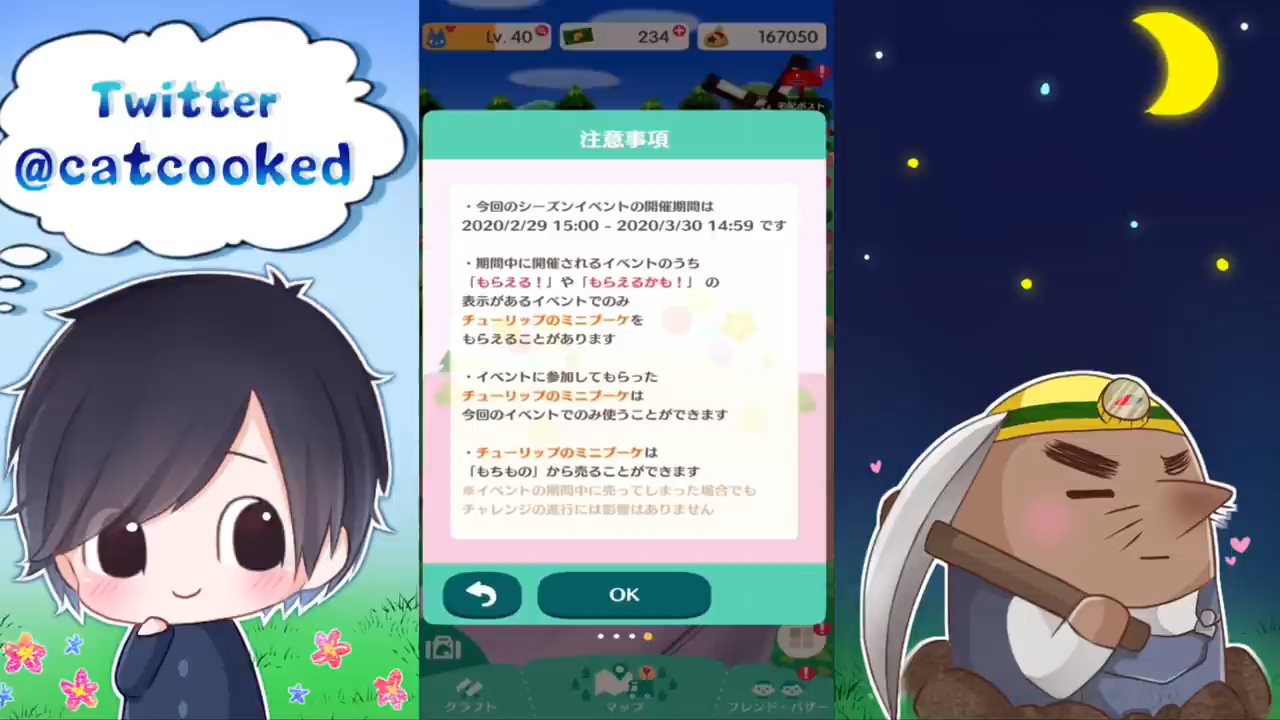 Twitter
@catcooked
Lv. 40
234
167050
宅配ポスト
注意事項
・今回のシーズンイベントの開催期間は
2020/2/29 15:00 – 2020/3/30 14:59 です
・期間中に開催されるイベントのうち
「もらえる！」や「もらえるかも！」 の
表示があるイベントでのみ
チューリップのミニブーケを
もらえることがあります
・イベントに参加してもらった
チューリップのミニブーケは
今回のイベントでのみ使うことができます
・チューリップのミニブーケは
「もちもの」から売ることができます
※イベントの期間中に売ってしまった場合でも
チャレンジの進行には影響はありません
OK
クラフト
マップ
フレンド・バザー